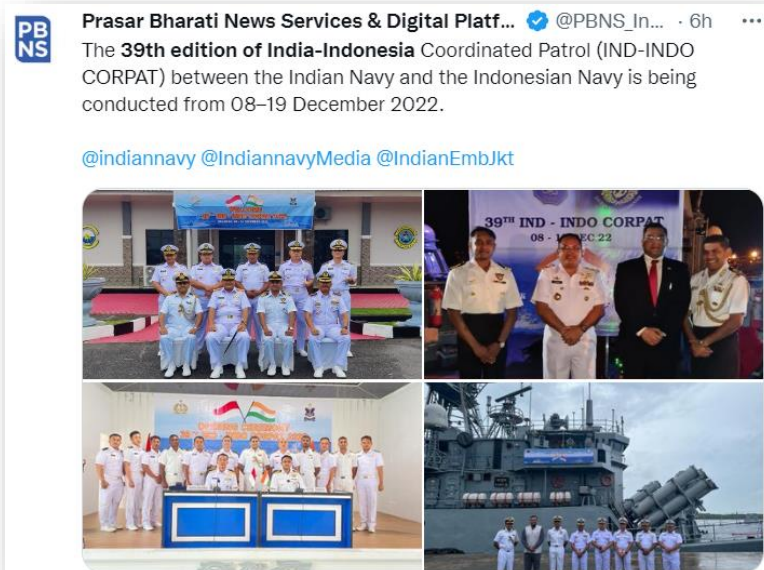 PB
NS
Prasar Bharati News Services & Digital Platf... @PBNS_In... · 6h
The 39th edition of India-Indonesia Coordinated Patrol (IND-INDO
CORPAT) between the Indian Navy and the Indonesian Navy is being
conducted from 08–19 December 2022.
@indiannavy @IndiannavyMedia @IndianEmbJkt
39TH IND - INDO CORPAT